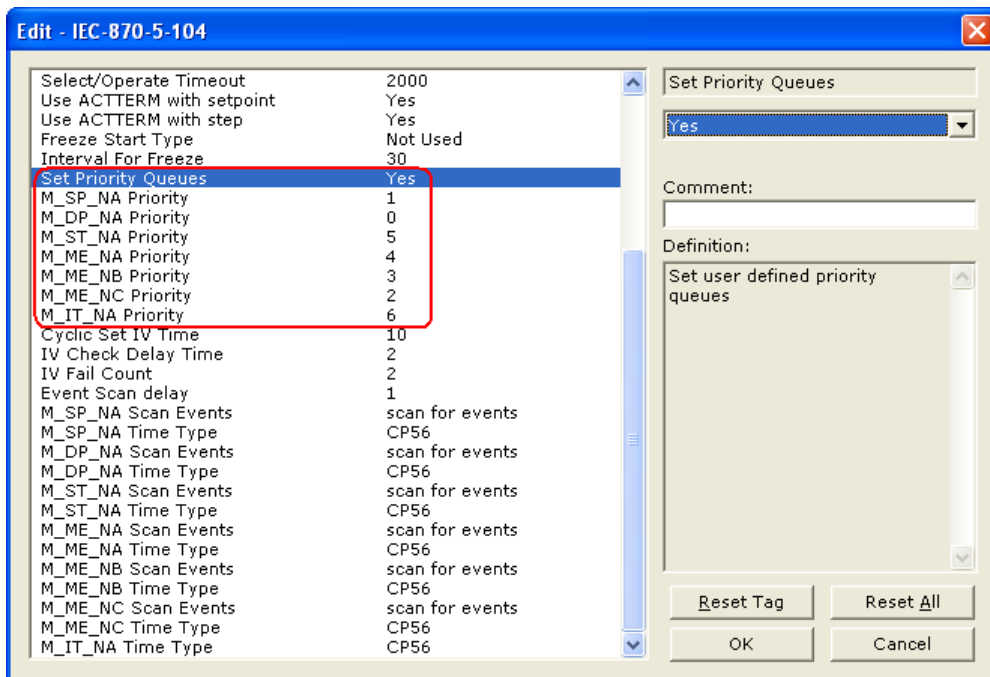 Edit - IEC-870-5-104
Select/Operate Timeout 2000
Use ACTTERM with setpoint Yes
Use ACTTERM with step Yes
Freeze Start Type Not Used
Interval For Freeze 30
Set Priority Queues Yes
M_SP_NA Priority 1
M_DP_NA Priority 0
M_ST_NA Priority 5
M_ME_NA Priority 4
M_ME_NB Priority 3
M_ME_NC Priority 2
M_IT_NA Priority 6
Cyclic Set IV Time 10
IV Check Delay Time 2
IV Fail Count 2
Event Scan delay 1
M_SP_NA Scan Events scan for events
M_SP_NA Time Type CP56
M_DP_NA Scan Events scan for events
M_DP_NA Time Type CP56
M_ST_NA Scan Events scan for events
M_ST_NA Time Type CP56
M_ME_NA Scan Events scan for events
M_ME_NA Time Type CP56
M_ME_NB Scan Events scan for events
M_ME_NB Time Type CP56
M_ME_NC Scan Events scan for events
M_ME_NC Time Type CP56
M_IT_NA Time Type CP56
Set Priority Queues
Yes
Comment:
Definition:
Set user defined priority
queues
Reset Tag Reset All
OK Cancel